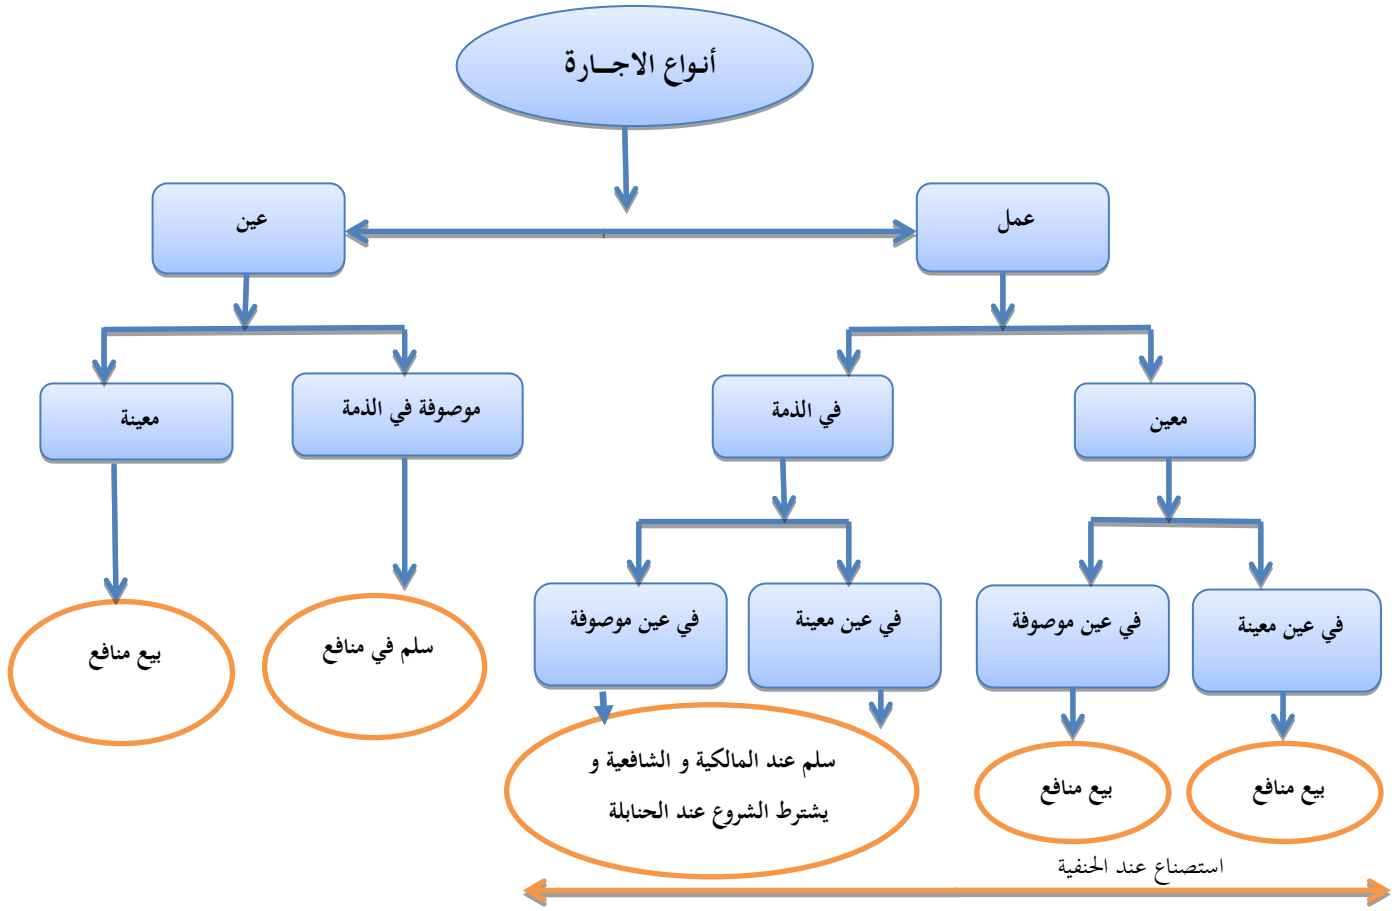 أنواع الاجـــارة
عمل
عين
معين
في الذمة
موصوفة في الذمة
معينة
في عين معينة
في عين موصوفة
في عين معينة
في عين موصوفة
سلم في منافع
بيع منافع
بيع منافع
بيع منافع
سلم عند المالكية و الشافعية و
يشترط الشروع عند الحنابلة
استصناع عند الحنفية